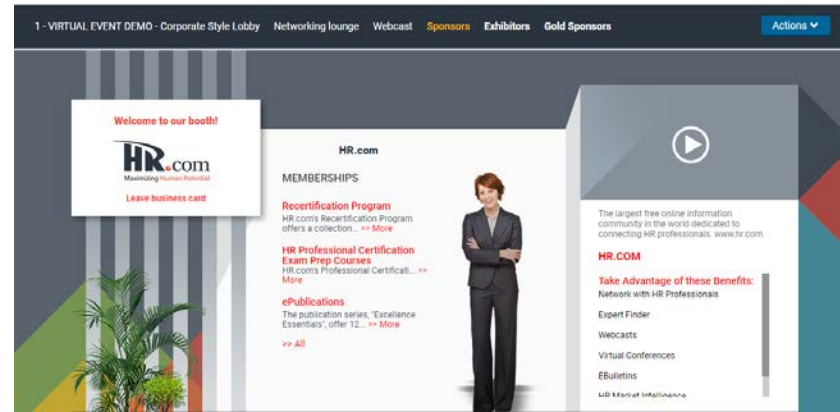 1 - VIRTUAL EVENT DEMO - Corporate Style Lobby Networking lounge Webcast Sponsors Exhibitors Gold Sponsors Actions
Welcome to our booth!
HR.com
Maximizing Human Potential
Leave business card
HR.com
MEMBERSHIPS
Recertification Program
HR.com's Recertification Program
offers a collection... >> More
HR Professional Certification
Exam Prep Courses
HR.com's Professional Certificati... >>
More
ePublications
The publication series, "Excellence
Essentials", offer 12... >> More
>> All
The largest free online information
community in the world dedicated to
connecting HR professionals. www.hr.com
HR.COM
Take Advantage of these Benefits:
Network with HR Professionals
Expert Finder
Webcasts
Virtual Conferences
EBulletins
HR Market Intelligence